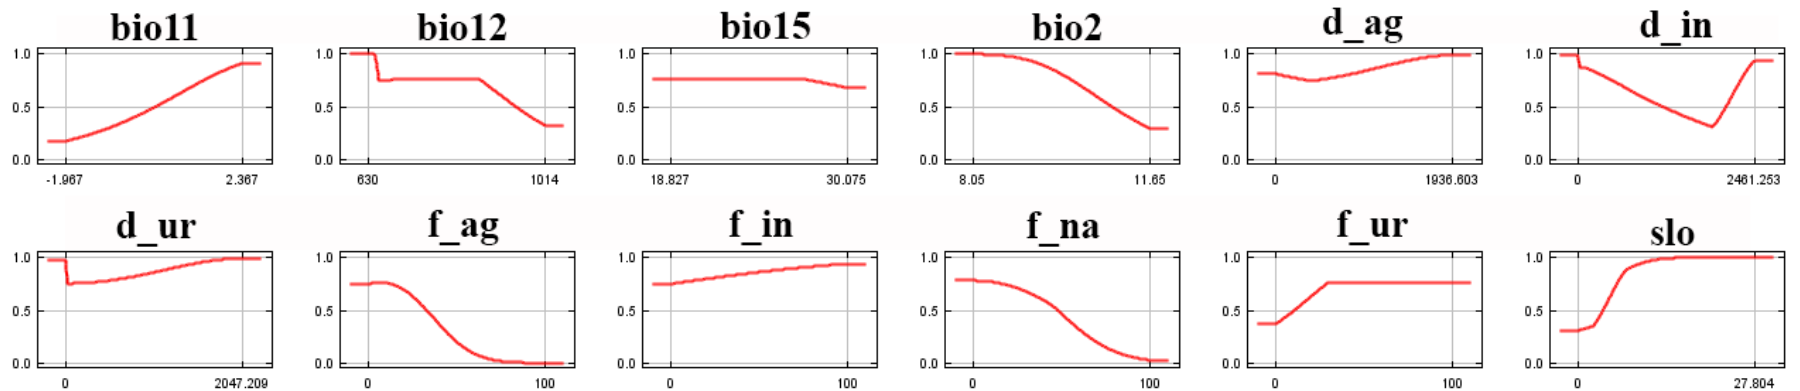 bio11 bio12 bio15 bio2 d_ag d_in
1.0 1.0 1.0 1.0 1.0 1.0
0.5 0.5 0.5 0.5 0.5 0.5
0.0 0.0 0.0 0.0 0.0 0.0
-1.967 2.367 630 1014 18.827 30.075 8.05 11.65 0 1936.603 0 2461.253
d_ur f_ag f_in f_na f_ur slo
1.0 1.0 1.0 1.0 1.0 1.0
0.5 0.5 0.5 0.5 0.5 0.5
0.0 0.0 0.0 0.0 0.0 0.0
0 2047.209 0 100 0 100 0 100 0 100 0 27.804